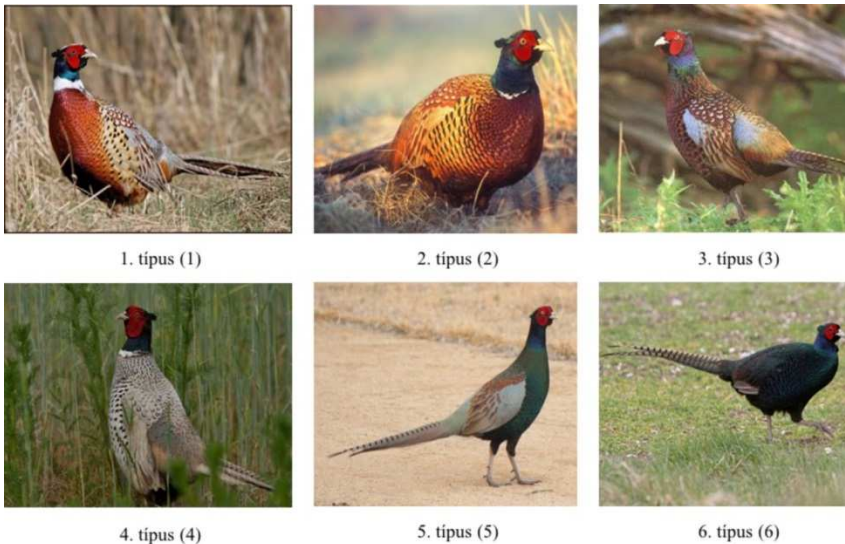 1. típus (1)
2. típus (2)
3. típus (3)
4. típus (4)
5. típus (5)
6. típus (6)